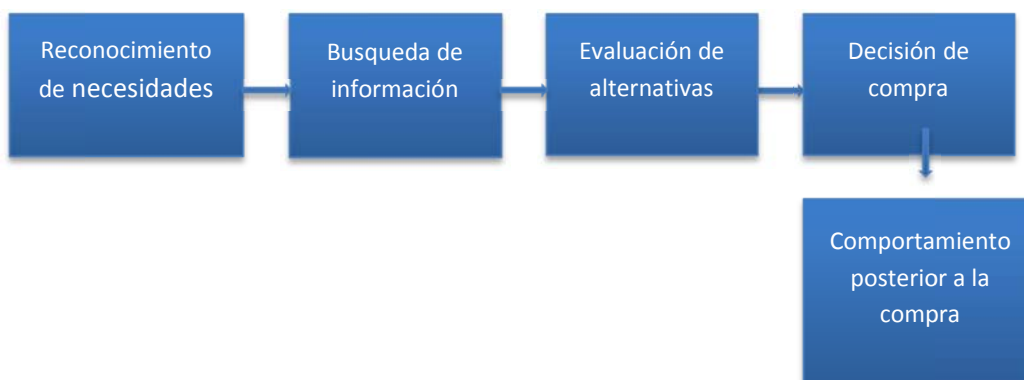 Reconocimiento
de necesidades
Busqueda de
información
Evaluación de
alternativas
Decisión de
compra
Comportamiento
posterior a la
compra